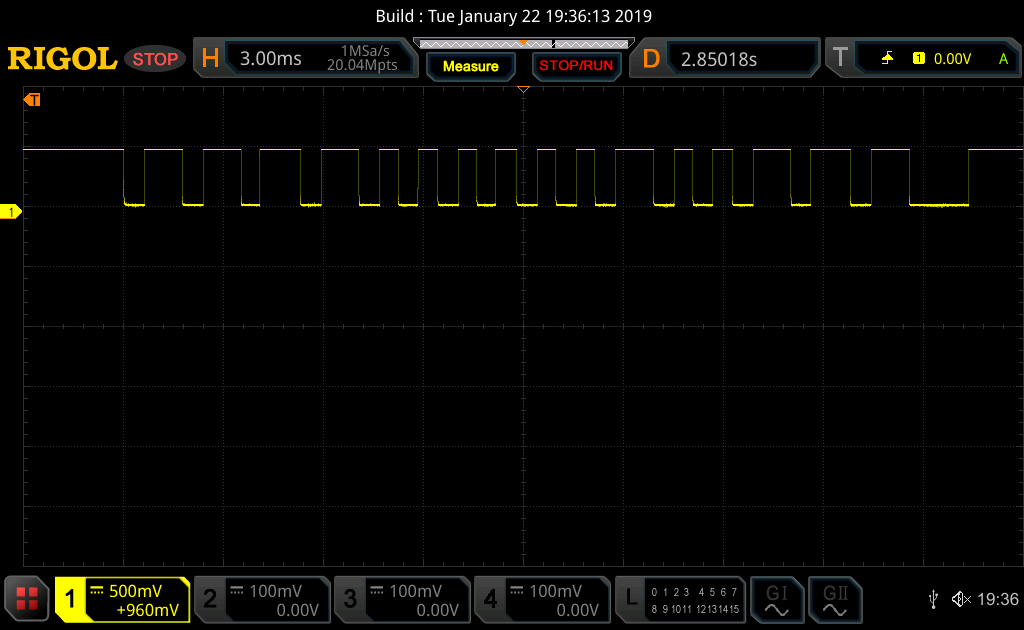 Build : Tue January 22 19:36:13 2019
RIGOL STOP H 3.00ms 1MSa/s 20.04Mpts Measure STOP/RUN D 2.85018s T 1 0.00V A
T
1
1 500mV +960mV 2 100mV 0.00V 3 100mV 0.00V 4 100mV 0.00V L 0 1 2 3 4 5 6 7 GI GII 19:36
8 9 10 11 12 13 14 15